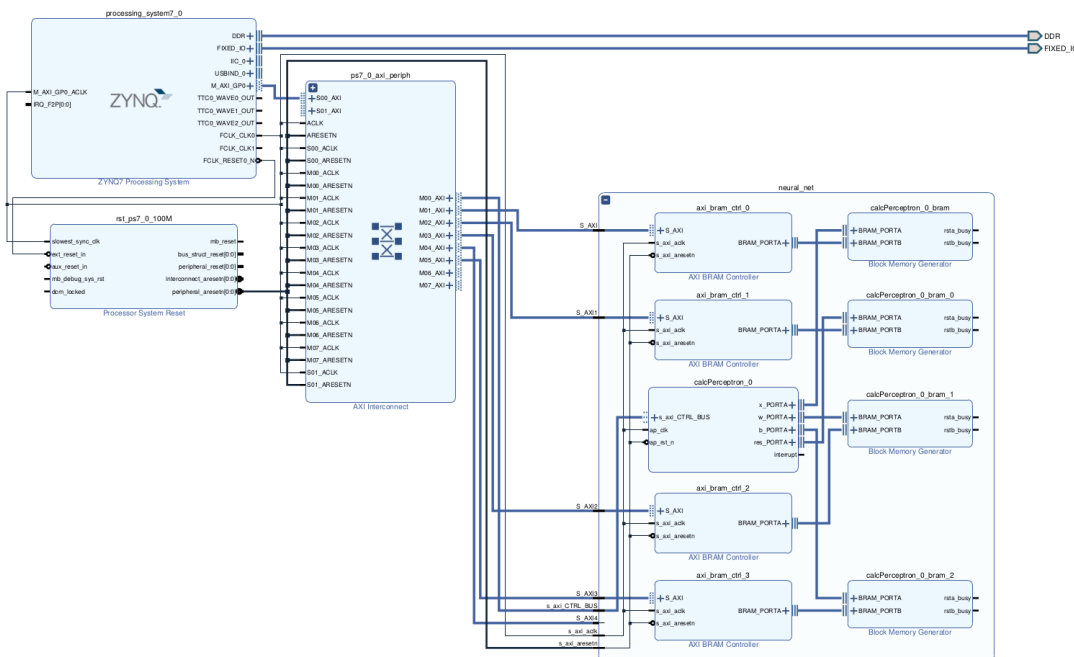 processing_system7_0
DDR
FIXED_IO
IIC_0
USBIND_0
M_AXI_GP0
TTC0_WAVE0_OUT
TTC0_WAVE1_OUT
TTC0_WAVE2_OUT
FCLK_CLK0
FCLK_CLK1
FCLK_RESET0_N
M_AXI_GP0_ACLK
IRQ_F2P[0:0]
ZYNQ
ZYNQ7 Processing System
DDR
rst_ps7_0_100M
slowest_sync_clk
ext_reset_in
aux_reset_in
mb_debug_sys_rst
dcm_locked
mb_reset
bus_struct_reset[0:0]
peripheral_reset[0:0]
interconnect_aresetn[0:0]
peripheral_aresetn[0:0]
Processor System Reset
ps7_0_axi_periph
S00_AXI
S01_AXI
ACLK
ARESETN
S00_ACLK
S00_ARESETN
M00_ACLK
M00_ARESETN
M01_ACLK
M01_ARESETN
M02_ACLK
M02_ARESETN
M03_ACLK
M03_ARESETN
M04_ACLK
M04_ARESETN
M05_ACLK
M05_ARESETN
M06_ACLK
M06_ARESETN
M07_ACLK
M07_ARESETN
S01_ACLK
S01_ARESETN
M00_AXI
M01_AXI
M02_AXI
M03_AXI
M04_AXI
M05_AXI
M06_AXI
M07_AXI
AXI Interconnect
neural_net
S_AXI
S_AXI1
S_AXI2
S_AXI3
s_axi_CTRL_BUS
S_AXI4
s_axi_aclk
s_axi_aresetn
axi_bram_ctrl_0
S_AXI
s_axi_aclk
s_axi_aresetn
BRAM_PORTA
AXI BRAM Controller
calcPerceptron_0_bram
BRAM_PORTA
BRAM_PORTB
rsta_busy
rstb_busy
Block Memory Generator
axi_bram_ctrl_1
S_AXI
s_axi_aclk
s_axi_aresetn
BRAM_PORTA
AXI BRAM Controller
calcPerceptron_0_bram_0
BRAM_PORTA
BRAM_PORTB
rsta_busy
rstb_busy
Block Memory Generator
calcPerceptron_0
s_axi_CTRL_BUS
ap_clk
ap_rst_n
x_PORTA
w_PORTA
b_PORTA
res_PORTA
interrupt
calcPerceptron_0_bram_1
BRAM_PORTA
BRAM_PORTB
rsta_busy
rstb_busy
Block Memory Generator
axi_bram_ctrl_2
S_AXI
s_axi_aclk
s_axi_aresetn
BRAM_PORTA
AXI BRAM Controller
axi_bram_ctrl_3
S_AXI
s_axi_aclk
s_axi_aresetn
BRAM_PORTA
AXI BRAM Controller
calcPerceptron_0_bram_2
BRAM_PORTA
BRAM_PORTB
rsta_busy
rstb_busy
Block Memory Generator